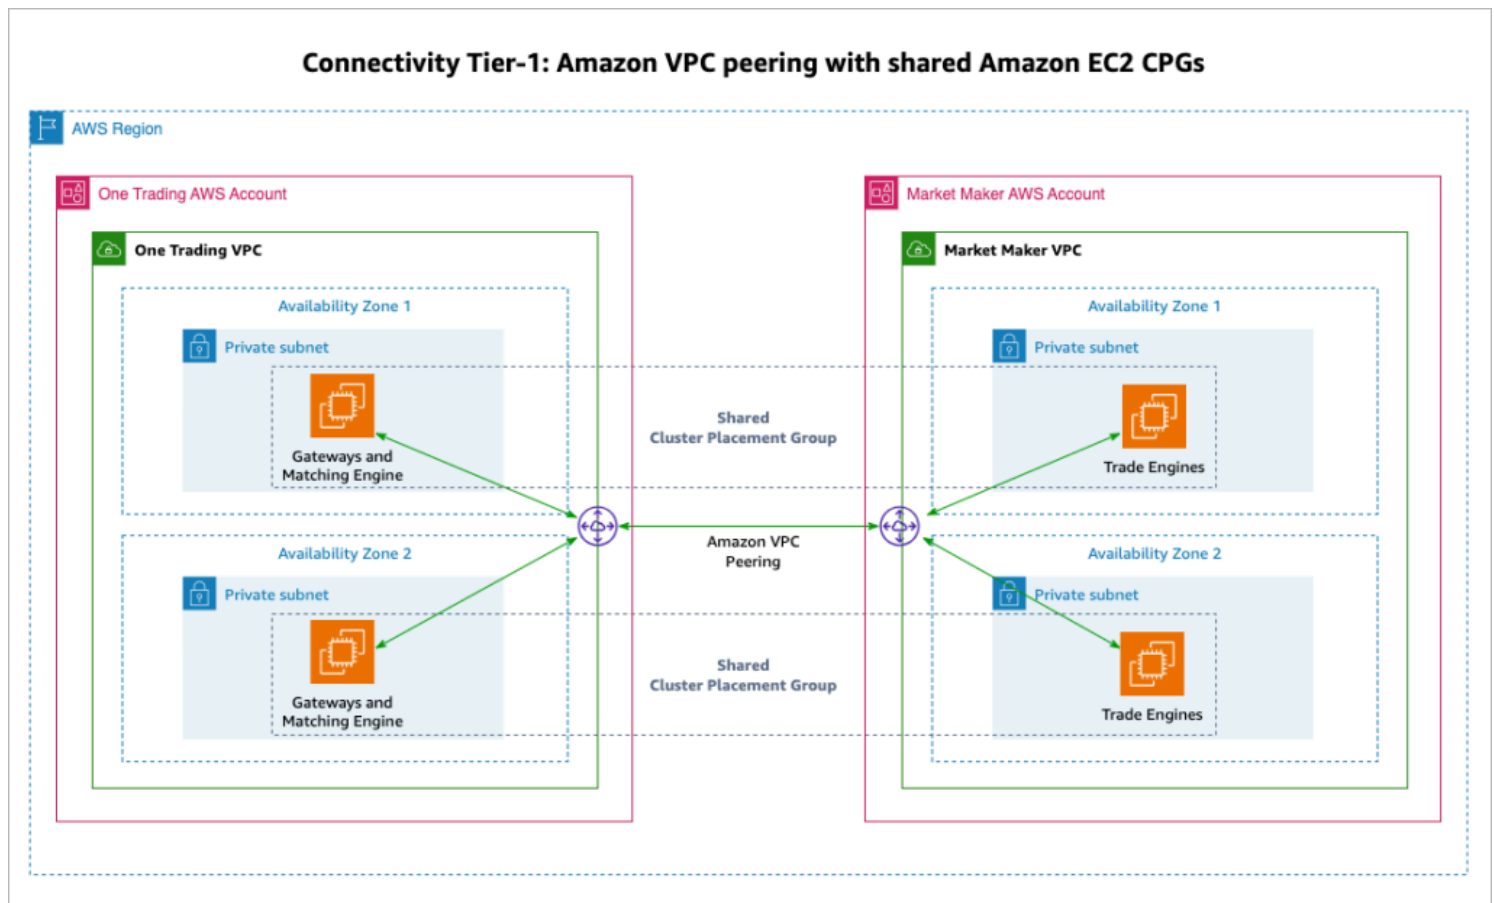 Connectivity Tier-1: Amazon VPC peering with shared Amazon EC2 CPGs
AWS Region
One Trading AWS Account
One Trading VPC
Availability Zone 1
Private subnet
Gateways and
Matching Engine
Availability Zone 2
Private subnet
Gateways and
Matching Engine
Shared
Cluster Placement Group
Amazon VPC
Peering
Shared
Cluster Placement Group
Market Maker AWS Account
Market Maker VPC
Availability Zone 1
Private subnet
Trade Engines
Availability Zone 2
Private subnet
Trade Engines